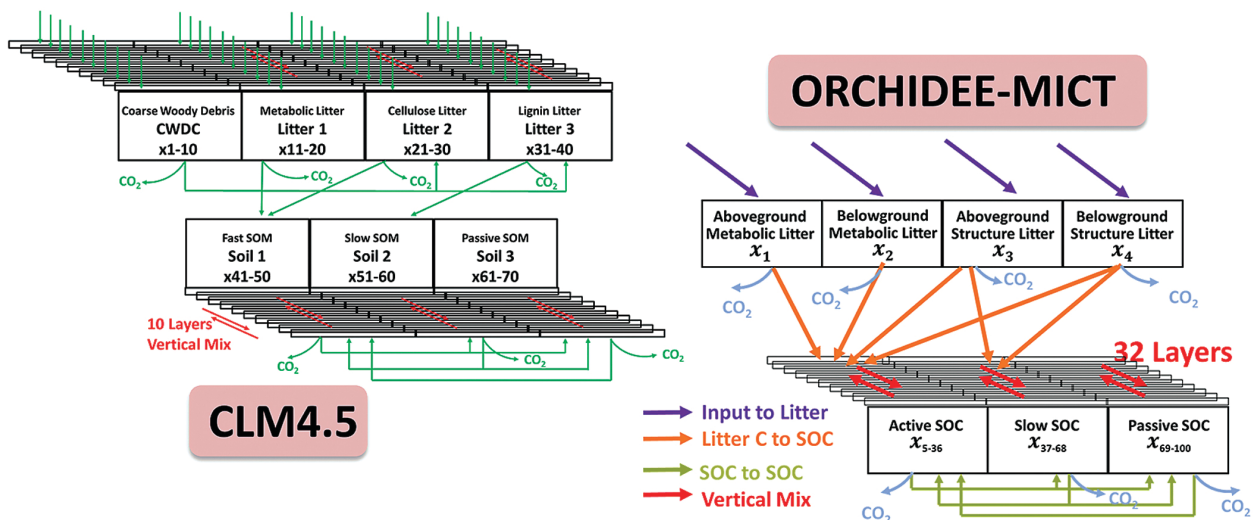 Coarse Woody Debris
CWDC
x1-10
Metabolic Litter
Litter 1
x11-20
Cellulose Litter
Litter 2
x21-30
Lignin Litter
Litter 3
x31-40
CO2
CO2
CO2
CO2
Fast SOM
Soil 1
x41-50
Slow SOM
Soil 2
x51-60
Passive SOM
Soil 3
x61-70
10 Layers
Vertical Mix
CO2
CO2
CO2
CLM4.5
ORCHIDEE-MICT
Aboveground
Metabolic Litter
x1
Belowground
Metabolic Litter
x2
Aboveground
Structure Litter
x3
Belowground
Structure Litter
x4
CO2
CO2
CO2
CO2
32 Layers
Active SOC
x5-36
Slow SOC
x37-68
Passive SOC
x69-100
CO2
CO2
CO2
Input to Litter
Litter C to SOC
SOC to SOC
Vertical Mix